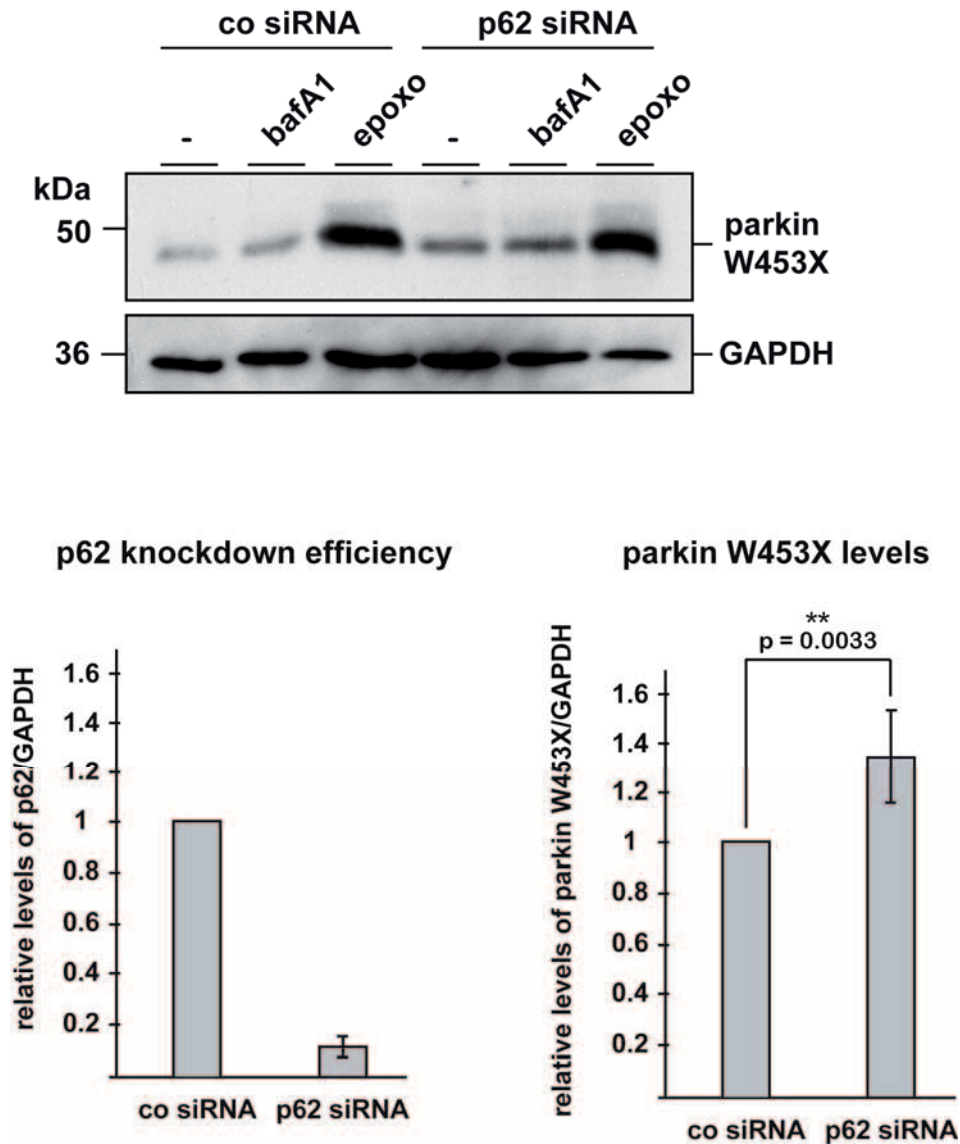 co siRNA p62 siRNA
- bafA1 epoxo - bafA1 epoxo
kDa
50
parkin
W453X
36
GAPDH
p62 knockdown efficiency
relative levels of p62/GAPDH
1.6
1.4
1.2
1
0.8
0.6
0.4
0.2
co siRNA p62 siRNA
parkin W453X levels
**
p = 0.0033
relative levels of parkin W453X/GAPDH
1.6
1.4
1.2
1
0.8
0.6
0.4
0.2
co siRNA p62 siRNA